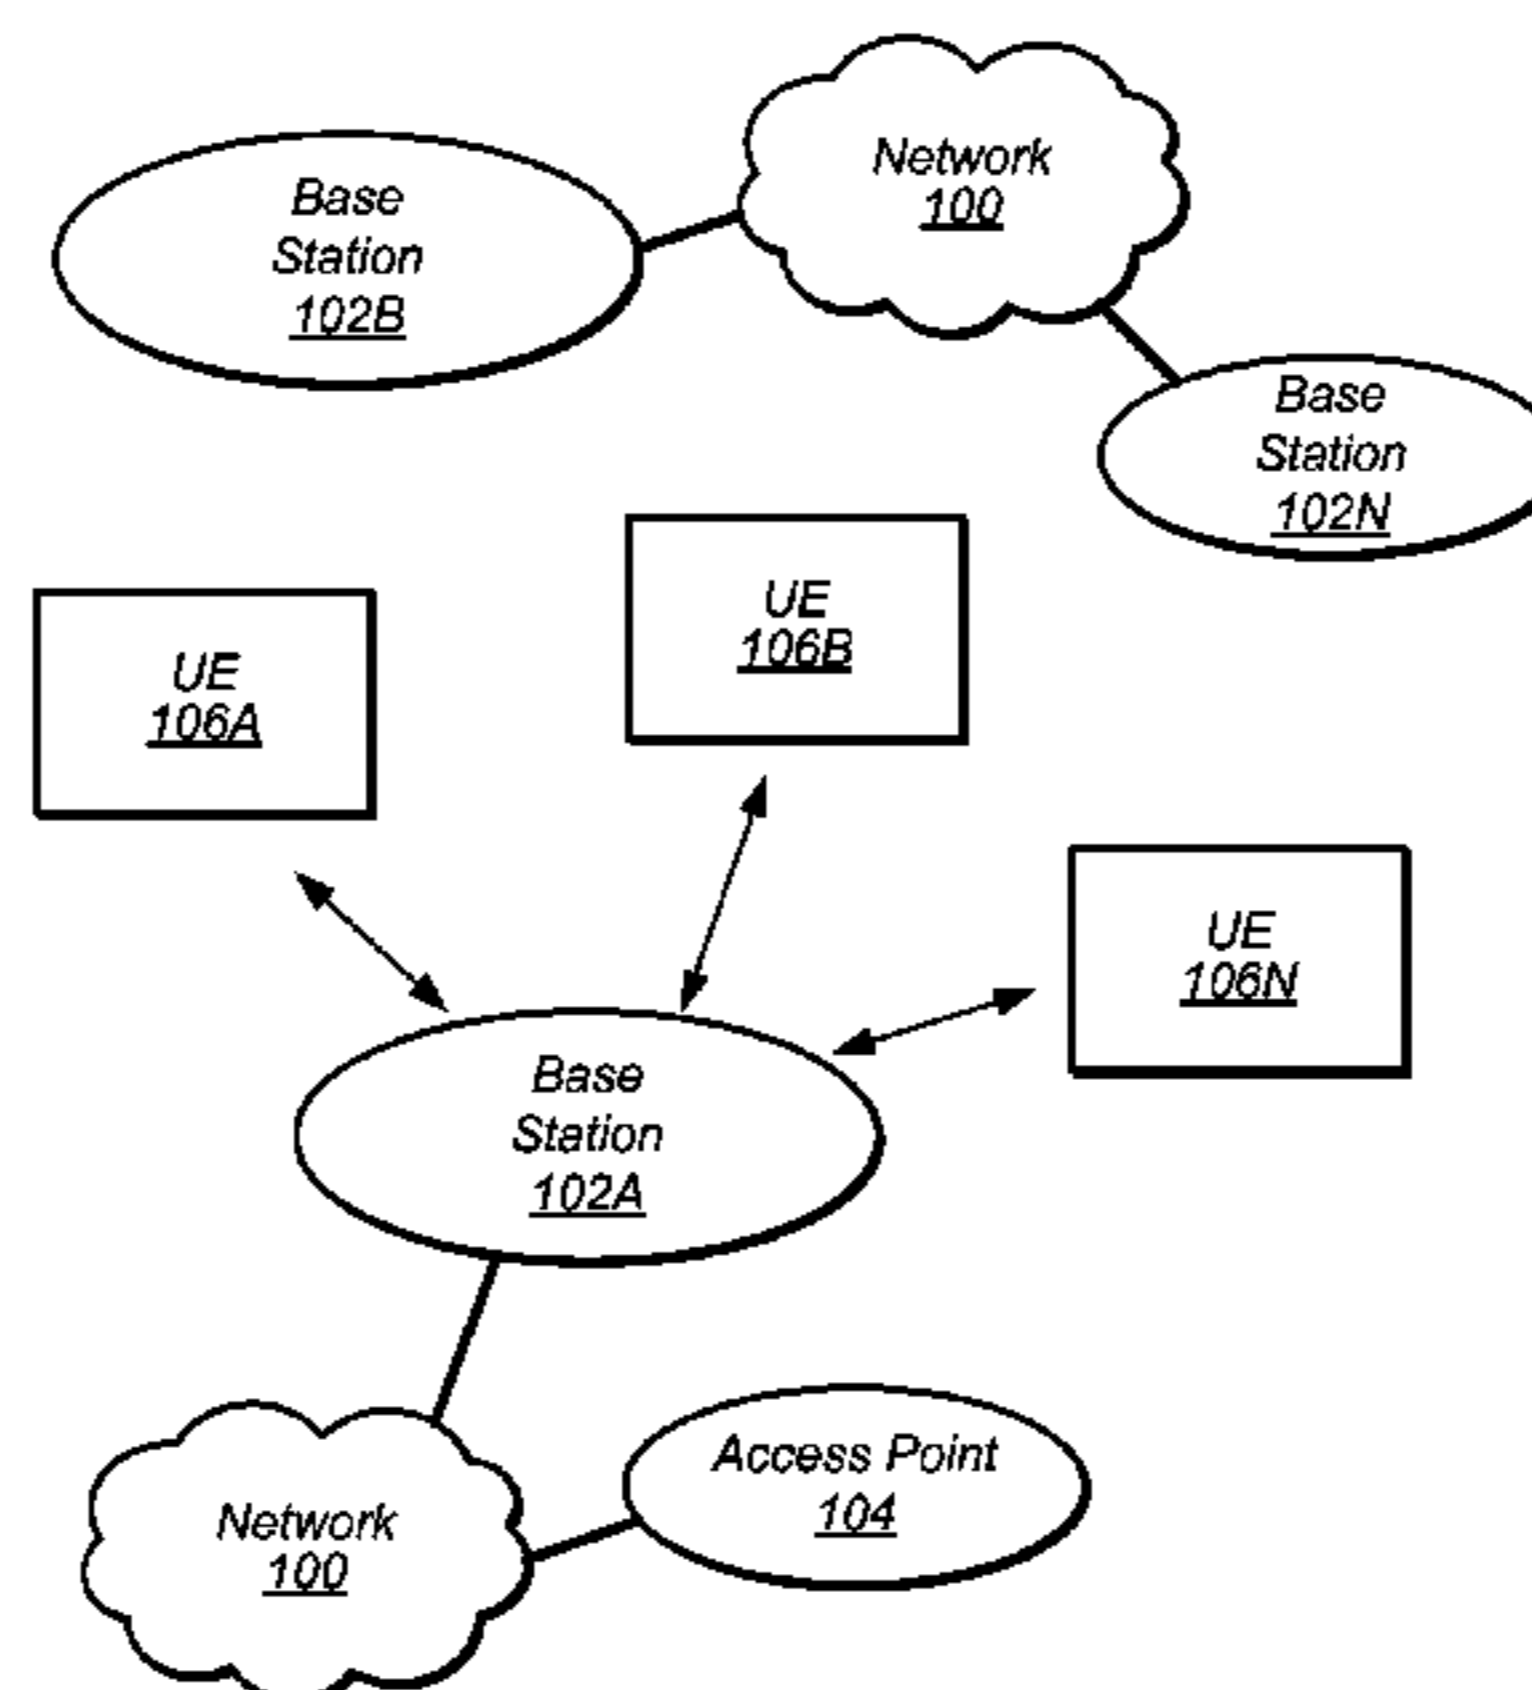 Network
100
Base
Station
102B
Base
Station
102N
UE
106B
UE
106A
UE
106N
Base
Station
102A
Access Point
104
Network
100